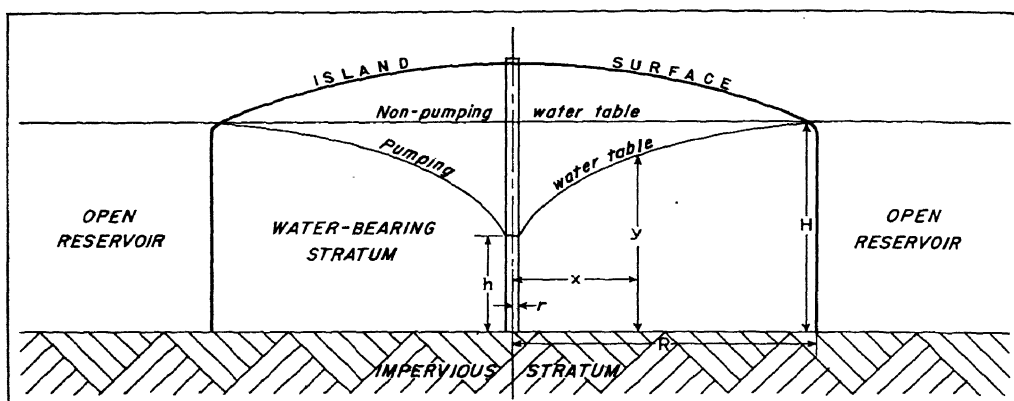 ISLAND SURFACE
Non-pumping water table
Pumping water table
OPEN
RESERVOIR
WATER-BEARING
STRATUM
h
r
x
y
H
OPEN
RESERVOIR
R
IMPERVIOUS STRATUM